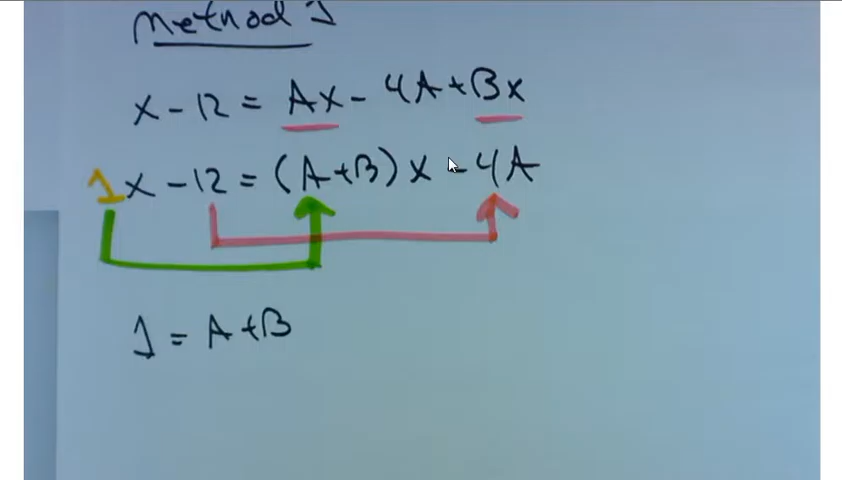 Method 1
x - 12 = Ax - 4A + Bx
1x - 12 = (A+B)x - 4A
1 = A + B